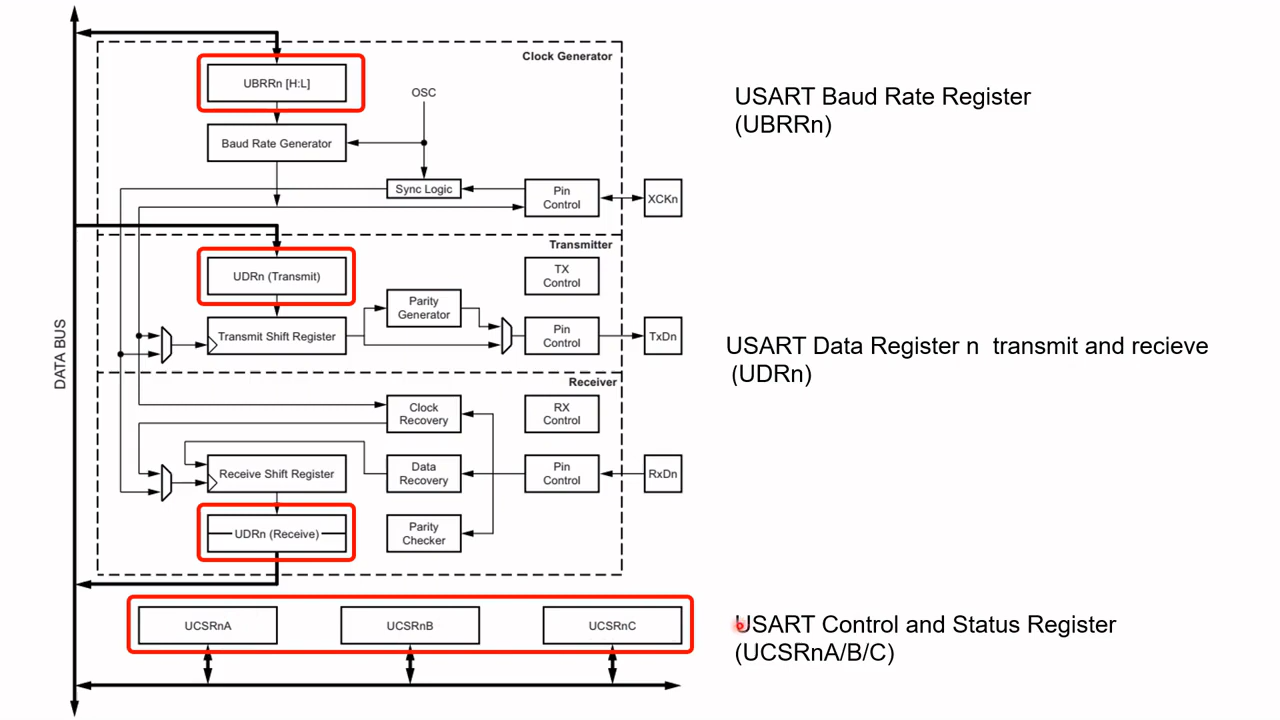 Clock Generator
UBRRn [H:L]
OSC
USART Baud Rate Register
(UBRRn)
Baud Rate Generator
Sync Logic
Pin
Control
XCKn
Transmitter
UDRn (Transmit)
TX
Control
Parity
Generator
Transmit Shift Register
Pin
Control
TxDn
DATA BUS
USART Data Register n  transmit and recieve
(UDRn)
Receiver
Clock
Recovery
RX
Control
Receive Shift Register
Data
Recovery
Pin
Control
RxDn
UDRn (Receive)
Parity
Checker
UCSRnA
UCSRnB
UCSRnC
USART Control and Status Register
(UCSRnA/B/C)